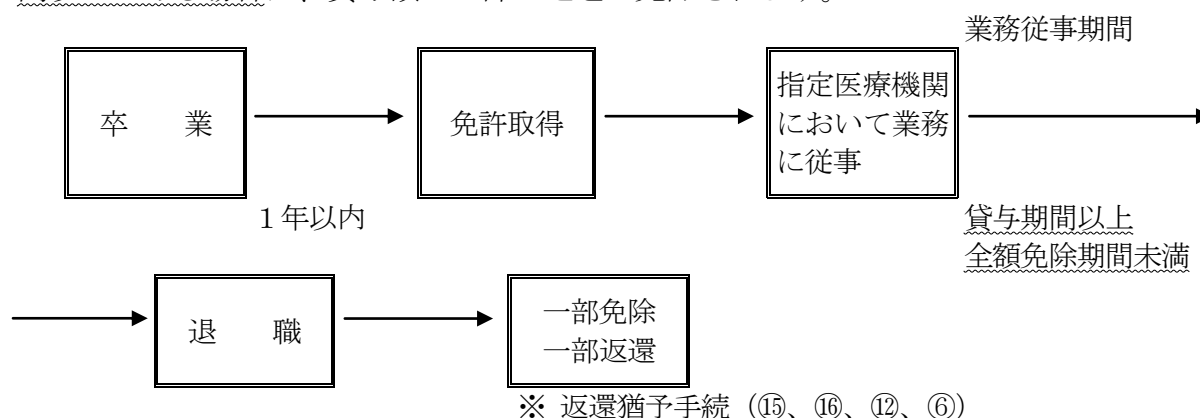 業務従事期間
卒　　業
免許取得
指定医療機関
において業務
に従事
１年以内
貸与期間以上
全額免除期間未満
退　　職
一部免除
一部返還
※ 返還猶予手続（⑮、⑯、⑫、⑥）